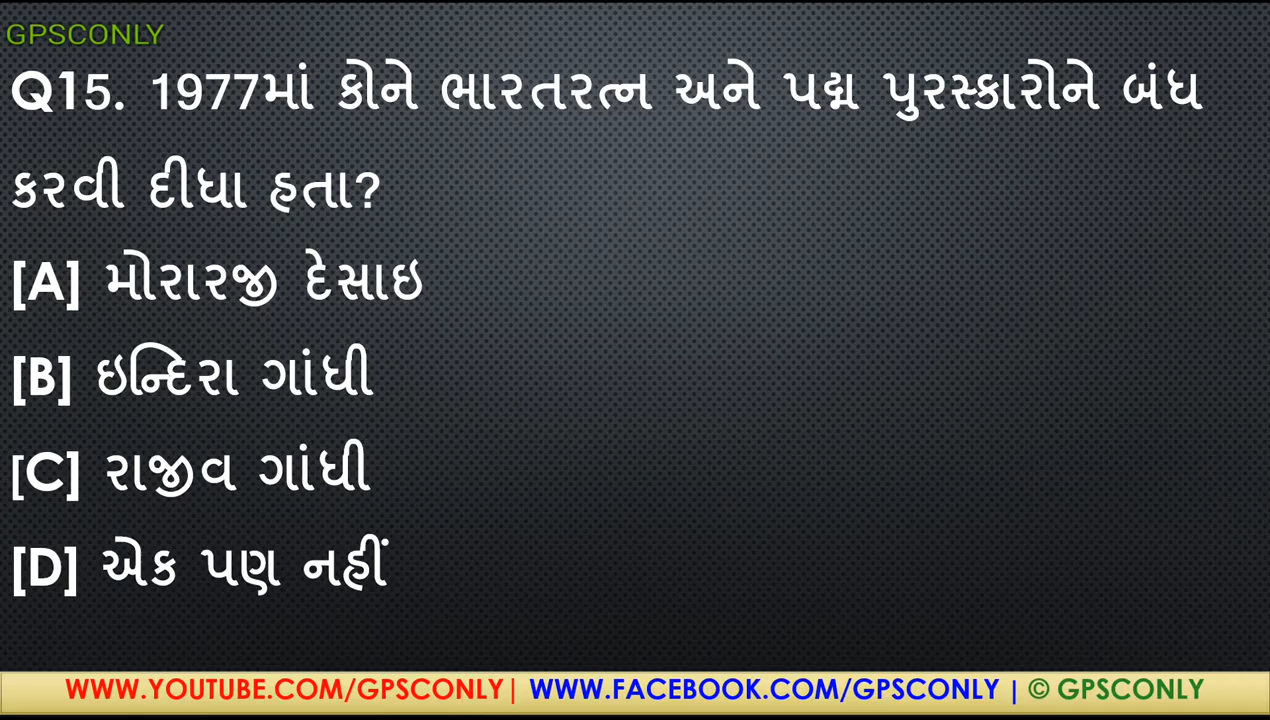 GPSCONLY
Q15. 1977માં કોને ભારતરત્ન અને પદ્મ પુરસ્કારોને બંધ
કરવી દીધા હતા?
[A] મોરારજી દેસાઇ
[B] ઇન્દિરા ગાંધી
[C] રાજીવ ગાંધી
[D] એક પણ નહીં
WWW.YOUTUBE.COM/GPSCONLY| WWW.FACEBOOK.COM/GPSCONLY | © GPSCONLY